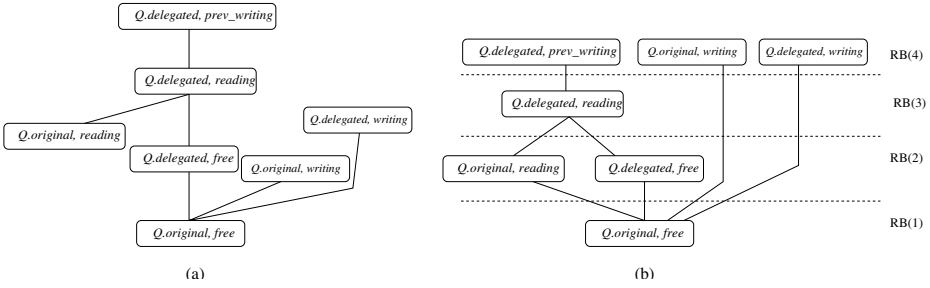 Q.delegated, prev_writing
Q.delegated, reading
Q.original, reading
Q.delegated, writing
Q.delegated, free
Q.original, writing
Q.original, free
(a)
Q.delegated, prev_writing
Q.original, writing
Q.delegated, writing
RB(4)
Q.delegated, reading
RB(3)
Q.original, reading
Q.delegated, free
RB(2)
Q.original, free
RB(1)
(b)